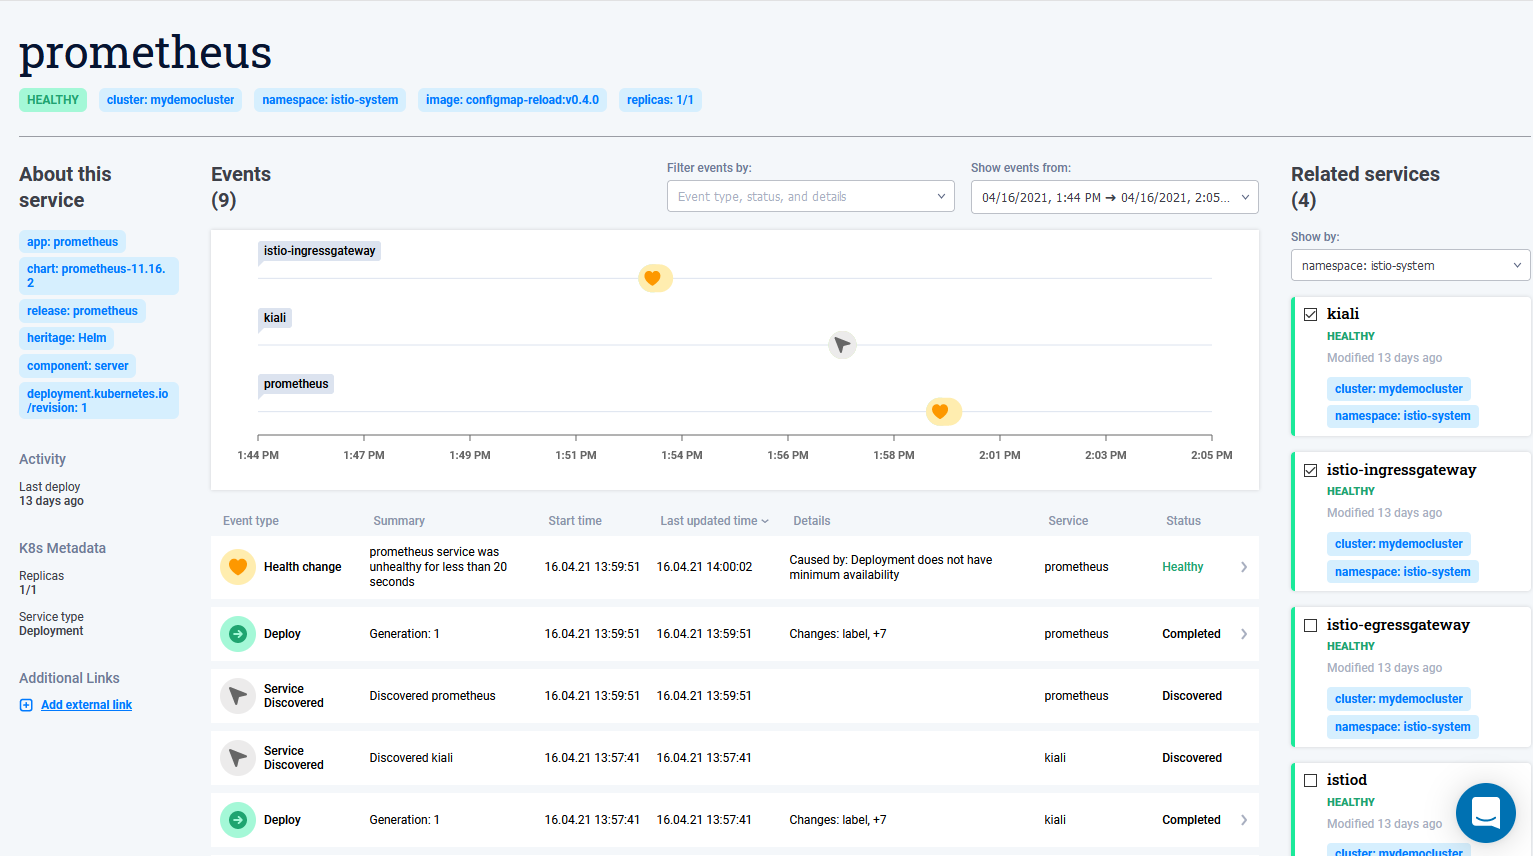 prometheus
HEALTHY
cluster: mydemocluster
namespace: istio-system
image: configmap-reload:v0.4.0
replicas: 1/1
About this
service
app: prometheus
chart: prometheus-11.16.
2
release: prometheus
heritage: Helm
component: server
deployment.kubernetes.io
/revision: 1
Activity
Last deploy
13 days ago
K8s Metadata
Replicas
1/1
Service type
Deployment
Additional Links
Add external link
Events
(9)
Filter events by:
Event type, status, and details
Show events from:
04/16/2021, 1:44 PM → 04/16/2021, 2:05...
istio-ingressgateway
kiali
prometheus
1:44 PM 1:47 PM 1:49 PM 1:51 PM 1:54 PM 1:56 PM 1:58 PM 2:01 PM 2:03 PM 2:05 PM
Event type Summary Start time Last updated time Details Service Status
Health change
prometheus service was
unhealthy for less than 20
seconds
16.04.21 13:59:51
16.04.21 14:00:02
Caused by: Deployment does not have
minimum availability
prometheus
Healthy
Deploy
Generation: 1
16.04.21 13:59:51
16.04.21 13:59:51
Changes: label, +7
prometheus
Completed
Service
Discovered
Discovered prometheus
16.04.21 13:59:51
16.04.21 13:59:51
prometheus
Discovered
Service
Discovered
Discovered kiali
16.04.21 13:57:41
16.04.21 13:57:41
kiali
Discovered
Deploy
Generation: 1
16.04.21 13:57:41
16.04.21 13:57:41
Changes: label, +7
kiali
Completed
Related services
(4)
Show by:
namespace: istio-system
kiali
HEALTHY
Modified 13 days ago
cluster: mydemocluster
namespace: istio-system
istio-ingressgateway
HEALTHY
Modified 13 days ago
cluster: mydemocluster
namespace: istio-system
istio-egressgateway
HEALTHY
Modified 13 days ago
cluster: mydemocluster
namespace: istio-system
istiod
HEALTHY
Modified 13 days ago
cluster: mydemocluster